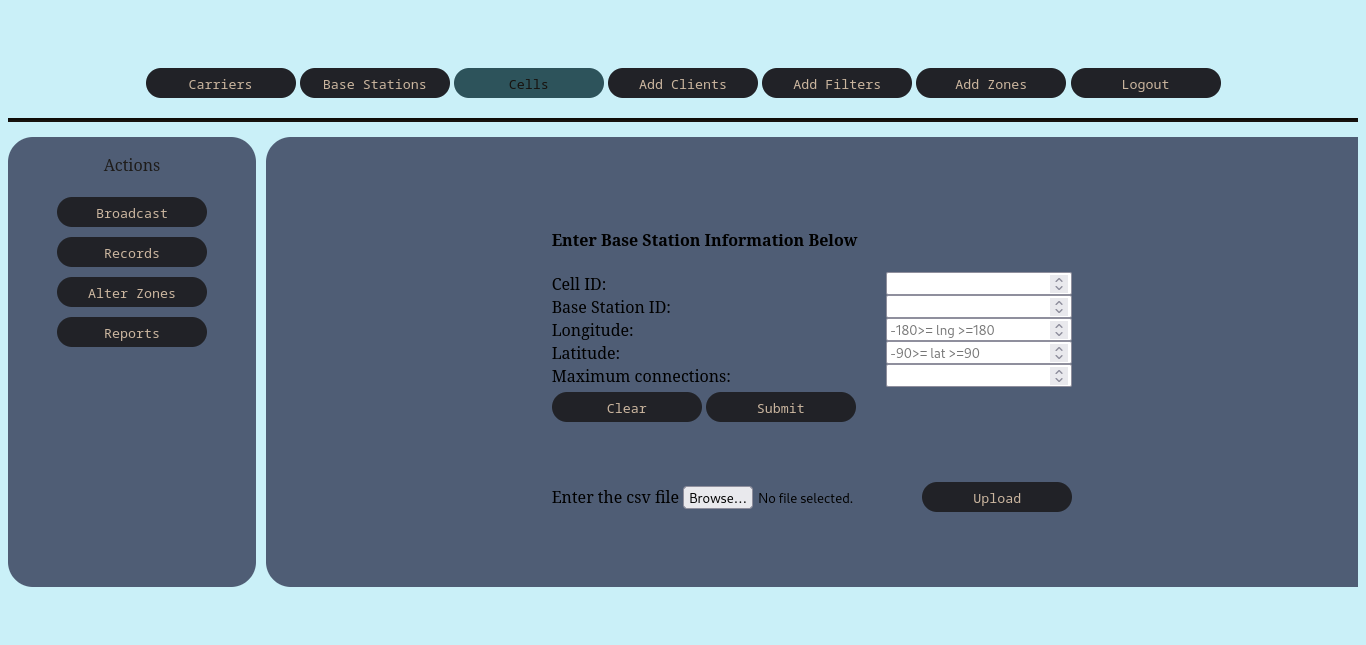 Carriers Base Stations Cells Add Clients Add Filters Add Zones Logout
Actions
Broadcast
Records
Alter Zones
Reports
Enter Base Station Information Below
Cell ID:
Base Station ID:
Longitude: -180>= lng >=180
Latitude: -90>= lat >=90
Maximum connections:
Clear Submit
Enter the csv file Browse... No file selected. Upload